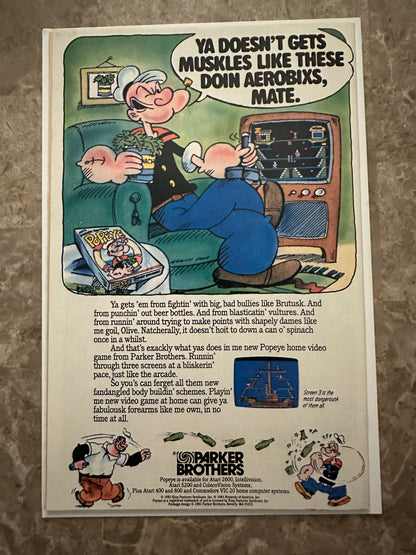 YA DOESN'T GETS
MUSKLES LIKE THESE
DOIN AEROBIXS,
MATE.
POPEYE
Ya gets 'em from fightin' with big, bad bullies like Brutusk. And
from punchin' out beer bottles. And from blasticatin' vultures. And
from runnin' around trying to make points with shapely dames like
me goil, Olive. Natcherally, it doesn't hoit to down a can o' spinach
once in a whilst.
And that's exackly what yas does in me new Popeye home video
game from Parker Brothers. Runnin'
through three screens at a bliskerin'
pace, just like the arcade.
So you's can ferget all them new
fandangled body buildin' schemes. Playin'
me new video game at home can give ya
fabulousk forearms like me own, in no
time at all.
Screen 3 is the
most dangerousk
of them all.
PARKER
BROTHERS
Popeye is available for Atari 2600, Intellivision,
Atari 5200 and ColecoVision Systems;
Plus Atari 400 and 800 and Commodore VIC 20 home computer systems.